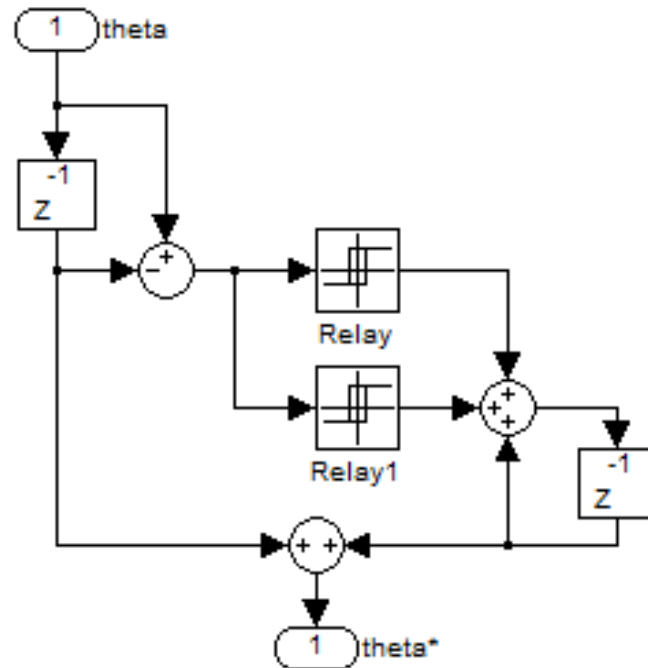 1 theta
-1
Z
+
−
Relay
+
+
+
Relay1
-1
Z
+ +
1 theta*